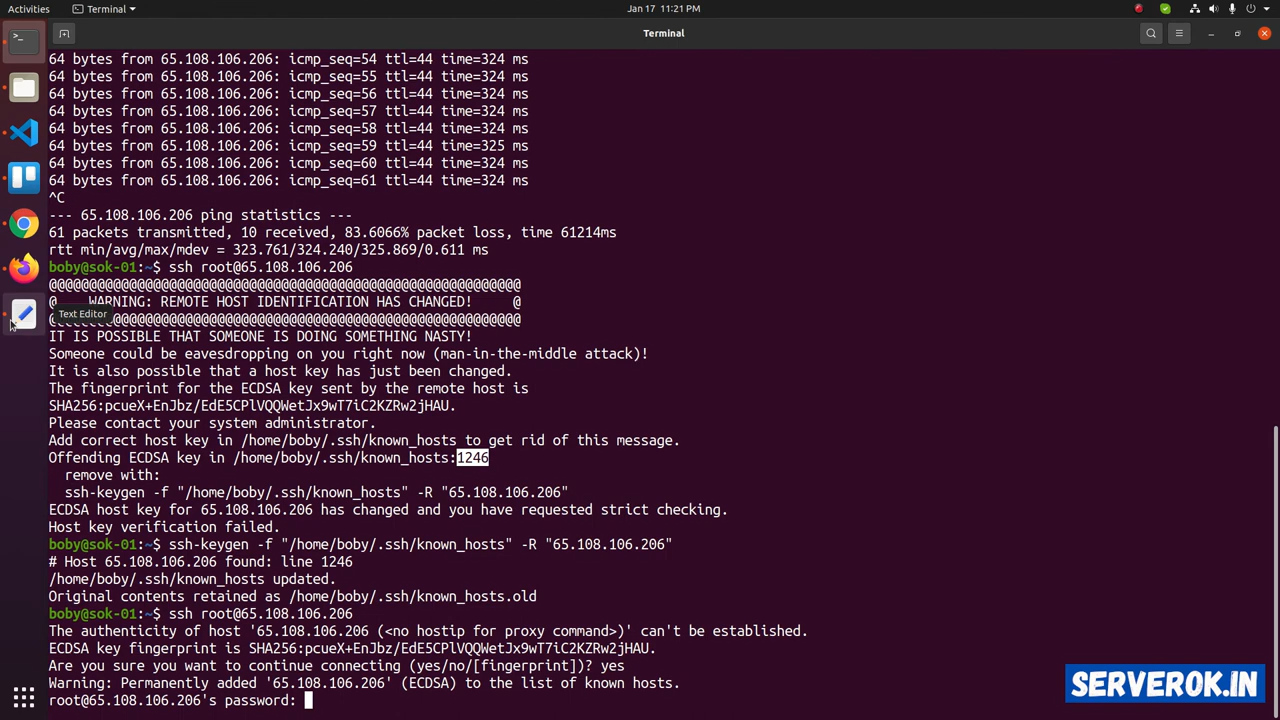 Activities
Terminal
Jan 17 11:21 PM
Terminal
64 bytes from 65.108.106.206: icmp_seq=54 ttl=44 time=324 ms
64 bytes from 65.108.106.206: icmp_seq=55 ttl=44 time=324 ms
64 bytes from 65.108.106.206: icmp_seq=56 ttl=44 time=324 ms
64 bytes from 65.108.106.206: icmp_seq=57 ttl=44 time=324 ms
64 bytes from 65.108.106.206: icmp_seq=58 ttl=44 time=324 ms
64 bytes from 65.108.106.206: icmp_seq=59 ttl=44 time=325 ms
64 bytes from 65.108.106.206: icmp_seq=60 ttl=44 time=324 ms
64 bytes from 65.108.106.206: icmp_seq=61 ttl=44 time=324 ms
^C
--- 65.108.106.206 ping statistics ---
61 packets transmitted, 10 received, 83.6066% packet loss, time 61214ms
rtt min/avg/max/mdev = 323.761/324.240/325.869/0.611 ms
boby@sok-01:~$ ssh root@65.108.106.206
@@@@@@@@@@@@@@@@@@@@@@@@@@@@@@@@@@@@@@@@@@@@@@@@@@@@@@@@@@@
@    WARNING: REMOTE HOST IDENTIFICATION HAS CHANGED!     @
Text Editor
@@@@@@@@@@@@@@@@@@@@@@@@@@@@@@@@@@@@@@@@@@@@@@@@@@@
IT IS POSSIBLE THAT SOMEONE IS DOING SOMETHING NASTY!
Someone could be eavesdropping on you right now (man-in-the-middle attack)!
It is also possible that a host key has just been changed.
The fingerprint for the ECDSA key sent by the remote host is
SHA256:pcueX+EnJbz/EdE5CPlVQQWetJx9wT7iC2KZRw2jHAU.
Please contact your system administrator.
Add correct host key in /home/boby/.ssh/known_hosts to get rid of this message.
Offending ECDSA key in /home/boby/.ssh/known_hosts:1246
  remove with:
  ssh-keygen -f "/home/boby/.ssh/known_hosts" -R "65.108.106.206"
ECDSA host key for 65.108.106.206 has changed and you have requested strict checking.
Host key verification failed.
boby@sok-01:~$ ssh-keygen -f "/home/boby/.ssh/known_hosts" -R "65.108.106.206"
# Host 65.108.106.206 found: line 1246
/home/boby/.ssh/known_hosts updated.
Original contents retained as /home/boby/.ssh/known_hosts.old
boby@sok-01:~$ ssh root@65.108.106.206
The authenticity of host '65.108.106.206 (<no hostip for proxy command>)' can't be established.
ECDSA key fingerprint is SHA256:pcueX+EnJbz/EdE5CPlVQQWetJx9wT7iC2KZRw2jHAU.
Are you sure you want to continue connecting (yes/no/[fingerprint])? yes
Warning: Permanently added '65.108.106.206' (ECDSA) to the list of known hosts.
root@65.108.106.206's password:
SERVEROK.IN